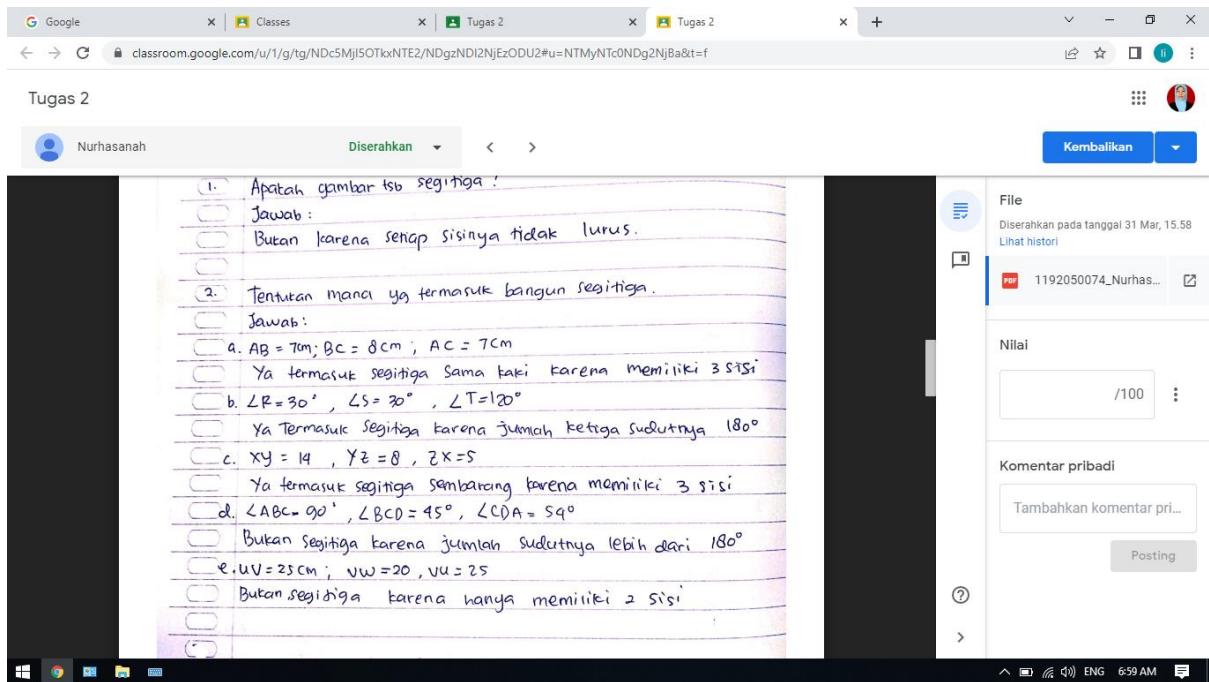 Google
Classes
Tugas 2
Tugas 2
classroom.google.com/u/1/g/tg/NDc5MjI5OTkxNTE2/NDgzNDI2NjEzODU2#u=NTMyNTc0NDg2NjBa&t=f
Tugas 2
Nurhasanah
Diserahkan
Kembalikan
1. Apakah gambar tsb segitiga ?
Jawab :
Bukan karena setiap sisinya tidak lurus.
2. Tentukan mana yg termasuk bangun segitiga.
Jawab :
a. AB = 7cm; BC = 8cm ; AC = 7cm
Ya termasuk segitiga sama kaki karena memiliki 3 sisi
b. ∠R = 30° , ∠S = 30° , ∠T = 120°
Ya Termasuk segitiga karena jumlah ketiga sudutnya 180°
c. XY = 14 , YZ = 8 , ZX = 5
Ya termasuk segitiga sembarang karena memiliki 3 sisi
d. ∠ABC = 90° , ∠BCD = 45° , ∠CDA = 54°
Bukan segitiga karena jumlah sudutnya lebih dari 180°
e. UV = 25 cm ; VW = 20 , VU = 25
Bukan segitiga karena hanya memiliki 2 sisi
File
Diserahkan pada tanggal 31 Mar, 15.58
Lihat histori
PDF 1192050074_Nurhas...
Nilai
/100
Komentar pribadi
Tambahkan komentar pri...
Posting
ENG 6:59 AM